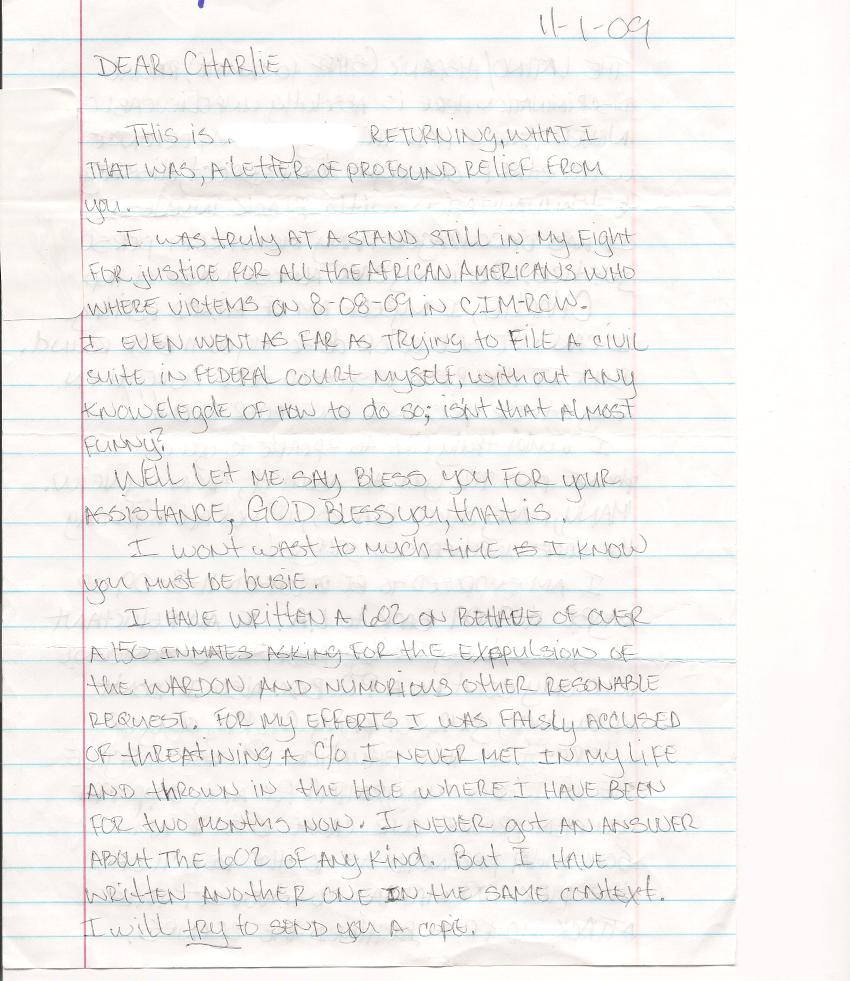 11-1-09
DEAR CHARLIE
THIS IS RETURNING, WHAT I
THAT WAS, A LETTER OF PROFOUND RELIEF FROM
you.
I WAS truly AT A STAND STILL IN My FIGHT
FOR justice FOR ALL the AFRICAN AMERICANS WHO
WHERE VICTEMS ON 8-08-09 IN CIM-RCW.
I EVEN WENT AS FAR AS TRYING to FILE A CIVIL
SUITE IN FEDERAL COURT MYSELF, without ANY
KNOWELEGDE OF HOW to do so; isn't that ALMOST
FUNNY?
WELL LET ME SAY BLESS you FOR your
ASSISTANCE, GOD BLESS you, that is.
I WONT WAST to MUCH time I KNOW
you MUST BE BUSIE.
I HAVE WRITTEN A 602 ON BEHAVE OF OVER
A 150 INMATES ASKING FOR the EXPPULSION OF
the WARDON AND NUMORIOUS other RESONABLE
REQUEST. FOR MY EFFORTS I WAS FALSLY ACCUSED
OF thREATINING A C/O I NEVER MET IN MY LIFE
AND thROWN IN the HOLE WHERE I HAVE BEEN
FOR two MONTHS NOW. I NEVER got AN ANSWER
ABOUT THE 602 OF ANY KIND. But I HAVE
WRITTEN ANOTHER ONE IN the SAME CONTEXT.
I will try to SEND you A COPIE.